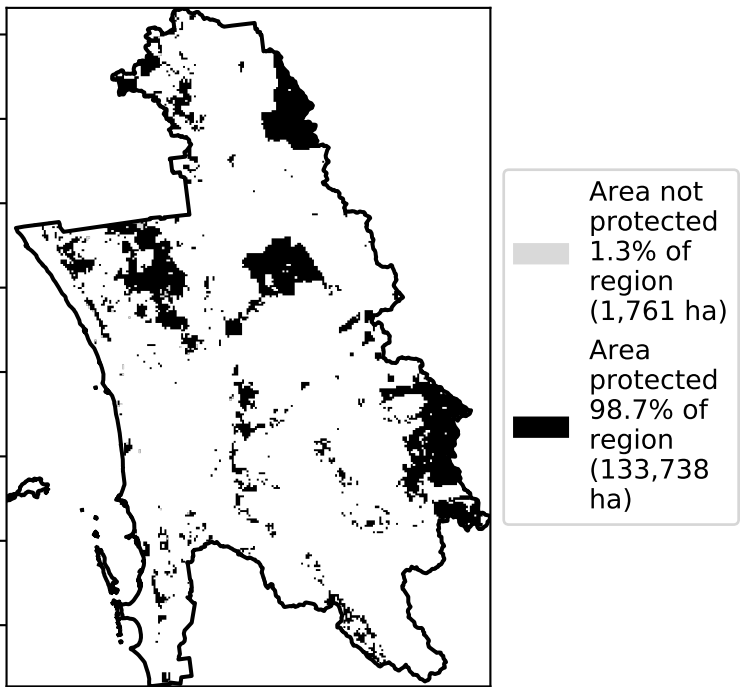 Area not
protected
1.3% of
region
(1,761 ha)
Area
protected
98.7% of
region
(133,738
ha)